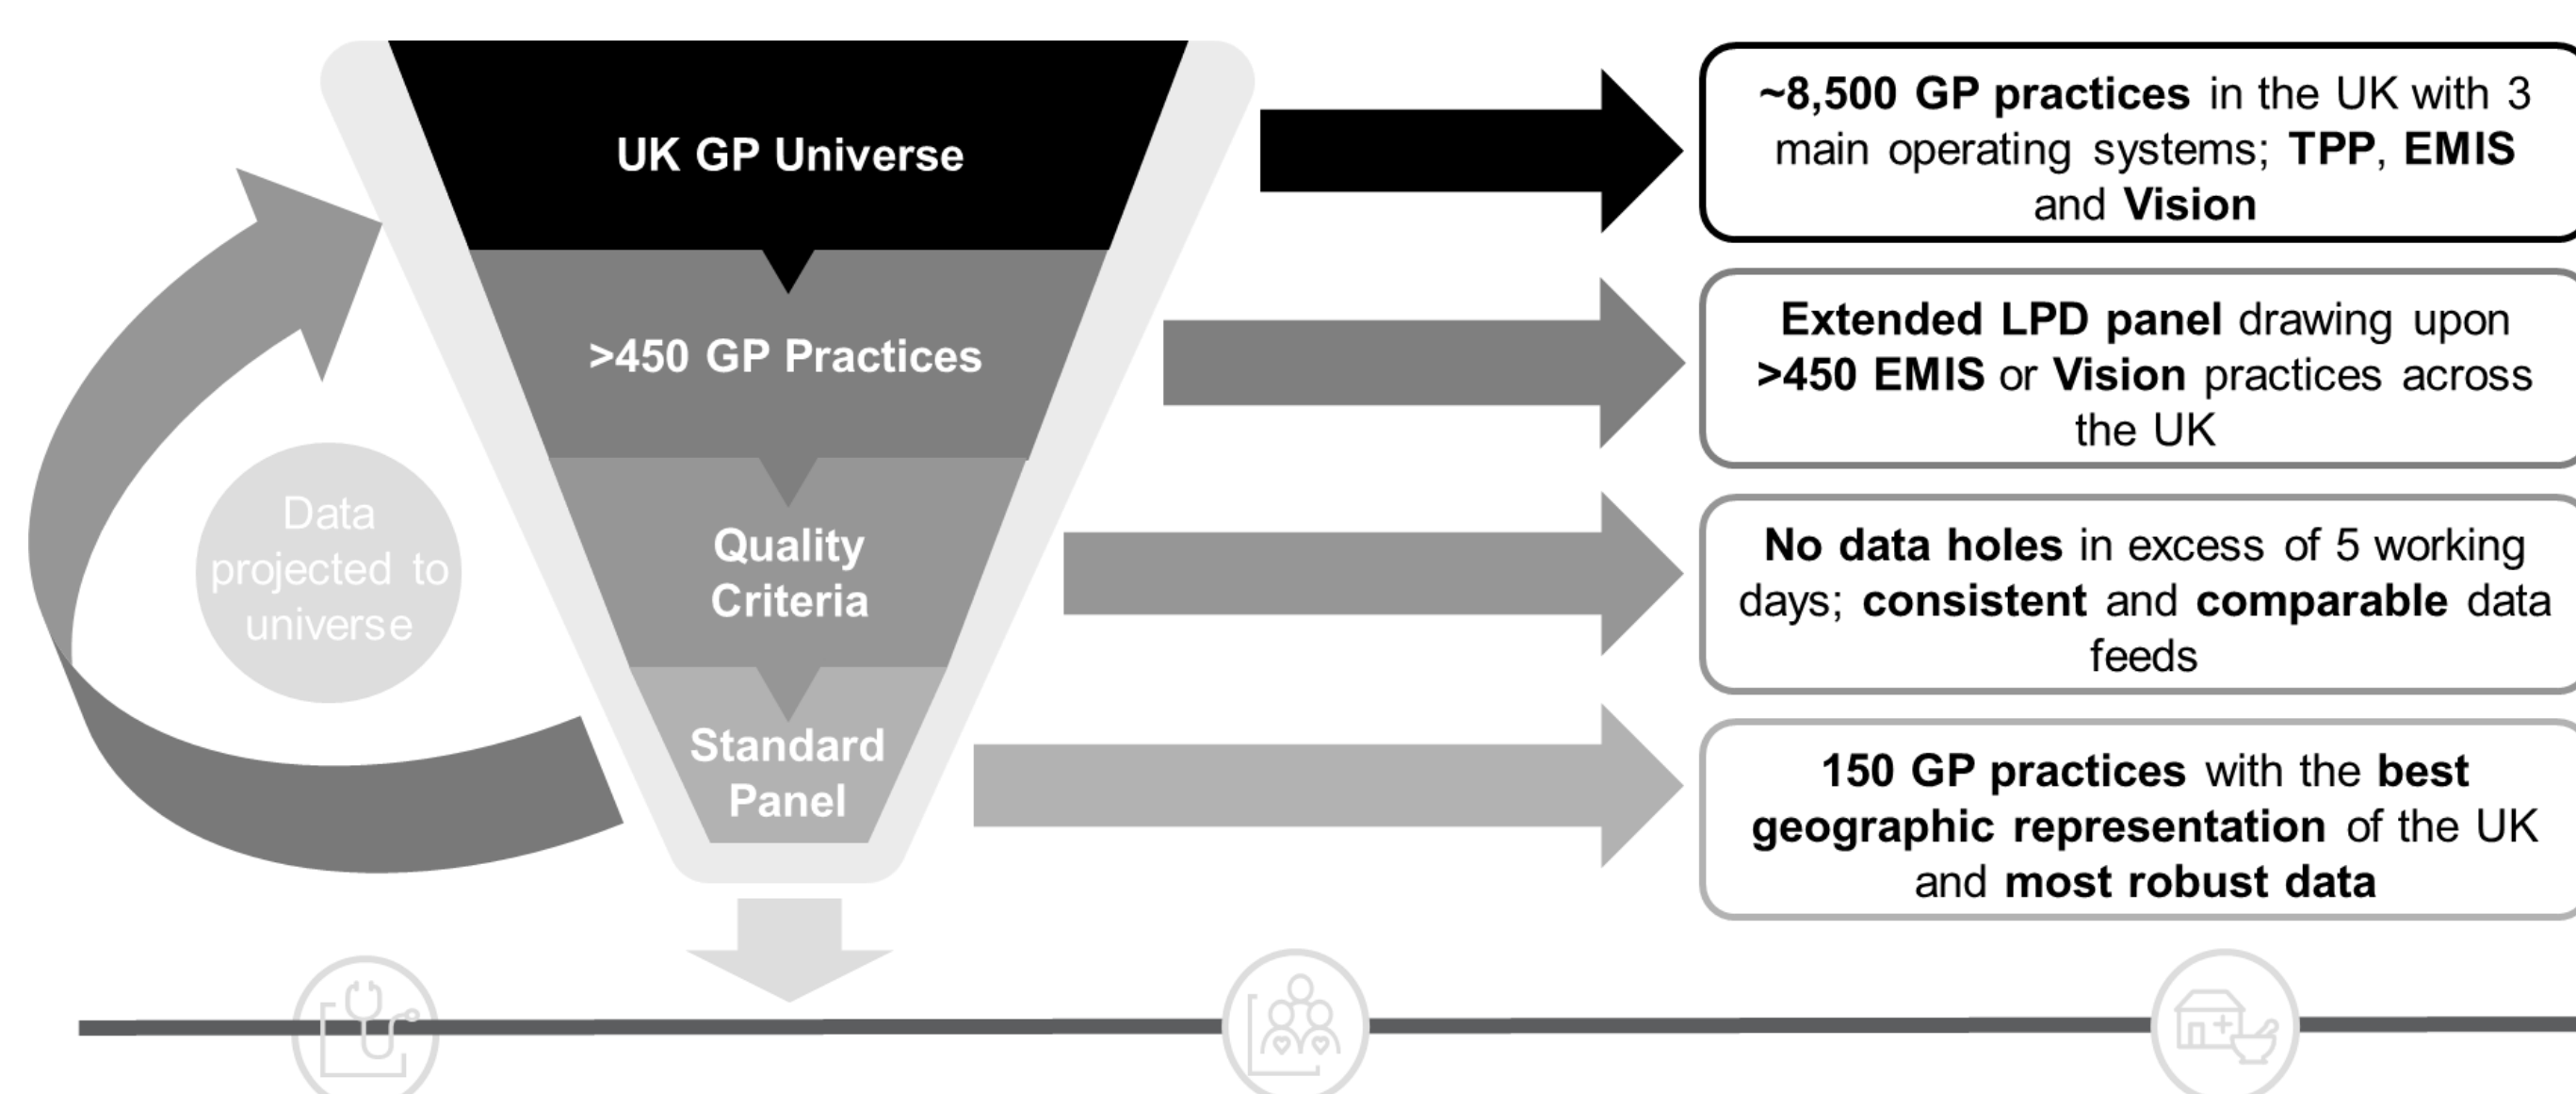 UK GP Universe
~8,500 GP practices in the UK with 3
main operating systems; TPP, EMIS
and Vision
>450 GP Practices
Extended LPD panel drawing upon
>450 EMIS or Vision practices across
the UK
Data
projected to
universe
Quality
Criteria
No data holes in excess of 5 working
days; consistent and comparable data
feeds
Standard
Panel
150 GP practices with the best
geographic representation of the UK
and most robust data